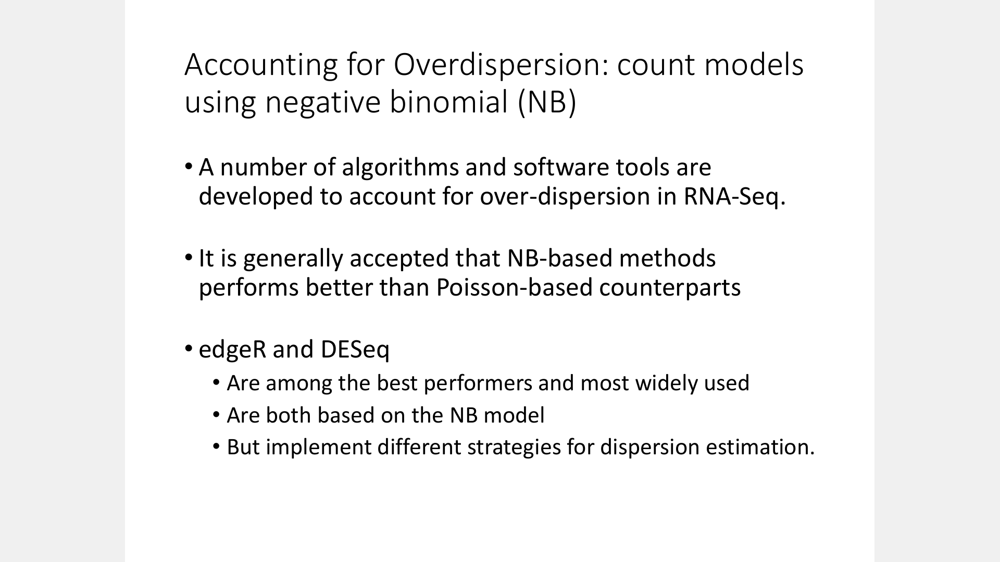 Accounting for Overdispersion: count models
using negative binomial (NB)
• A number of algorithms and software tools are
developed to account for over-dispersion in RNA-Seq.
• It is generally accepted that NB-based methods
performs better than Poisson-based counterparts
• edgeR and DESeq
• Are among the best performers and most widely used
• Are both based on the NB model
• But implement different strategies for dispersion estimation.